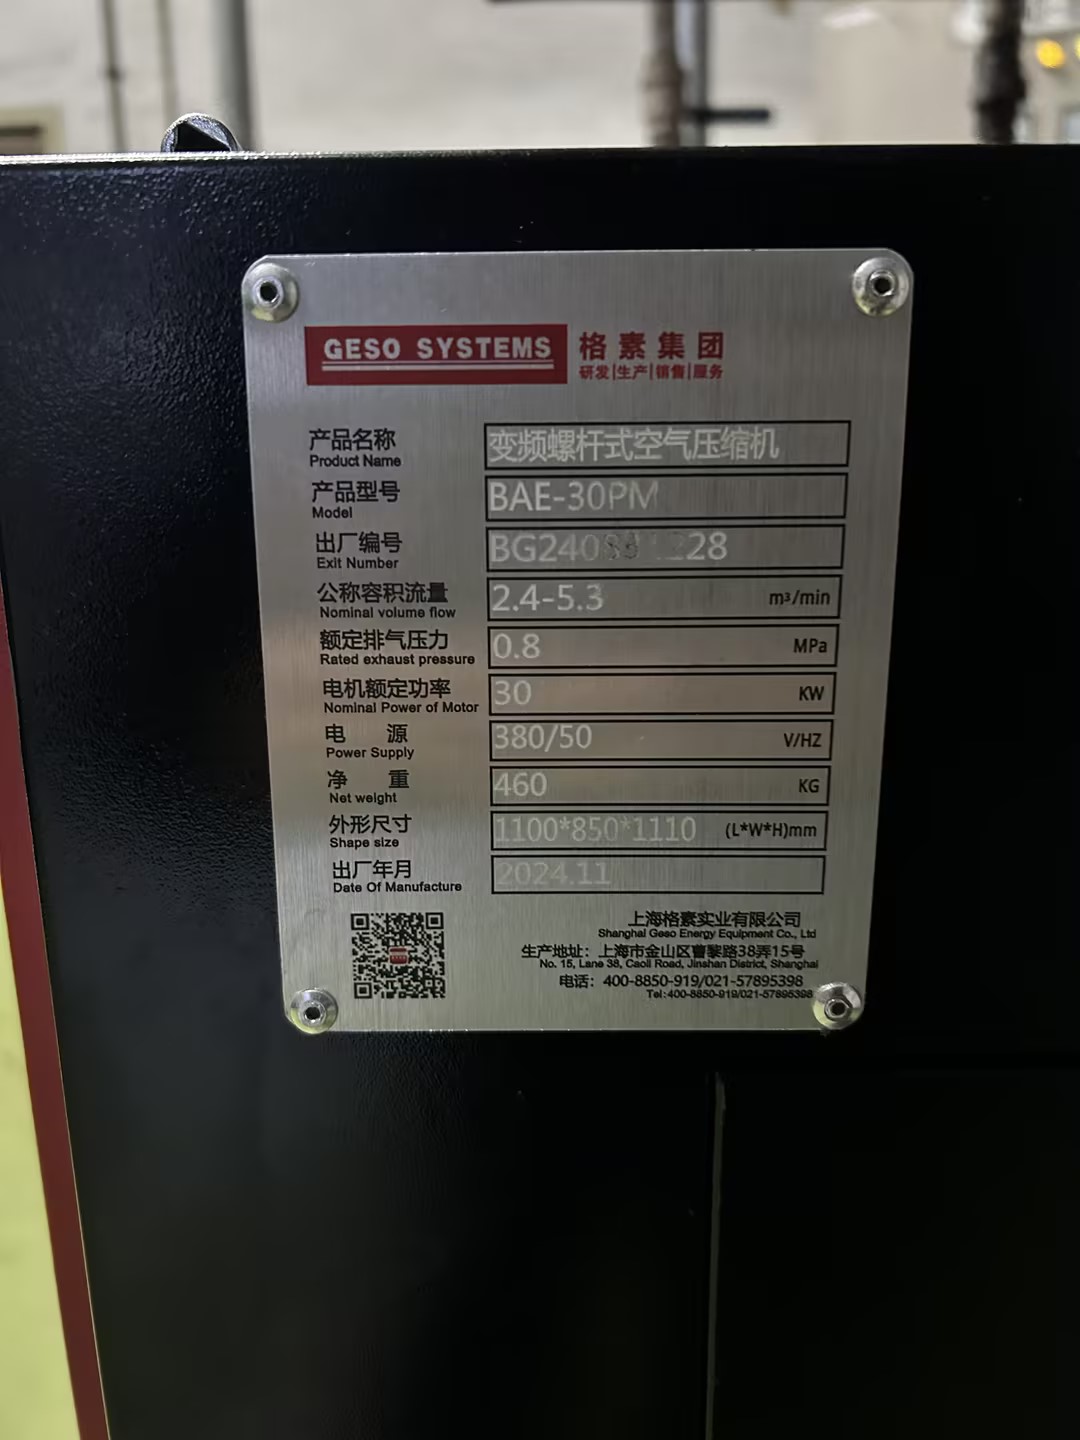 GESO SYSTEMS 格素集团
研发|生产|销售|服务
产品名称 变频螺杆式空气压缩机
Product Name
产品型号 BAE-30PM
Model
出厂编号
Exit Number
公称容积流量 2.4-5.3 m³/min
Nominal volume flow
额定排气压力 0.8 MPa
Rated exhaust pressure
电机额定功率 30 KW
Nominal Power of Motor
电 源 380/50 V/HZ
Power Supply
净 重 460 KG
Net weight
外形尺寸 1100*850*1110 (L*W*H)mm
Shape size
出厂年月 2024.11
Date Of Manufacture
上海格素实业有限公司
Shanghai Geso Energy Equipment Co., Ltd
生产地址：上海市金山区曹黎路38弄15号
No. 15, Lane 38, Caoli Road, Jinshan District, Shanghai
电话：400-8850-919/021-57895398
Tel:400-8850-919/021-57895398